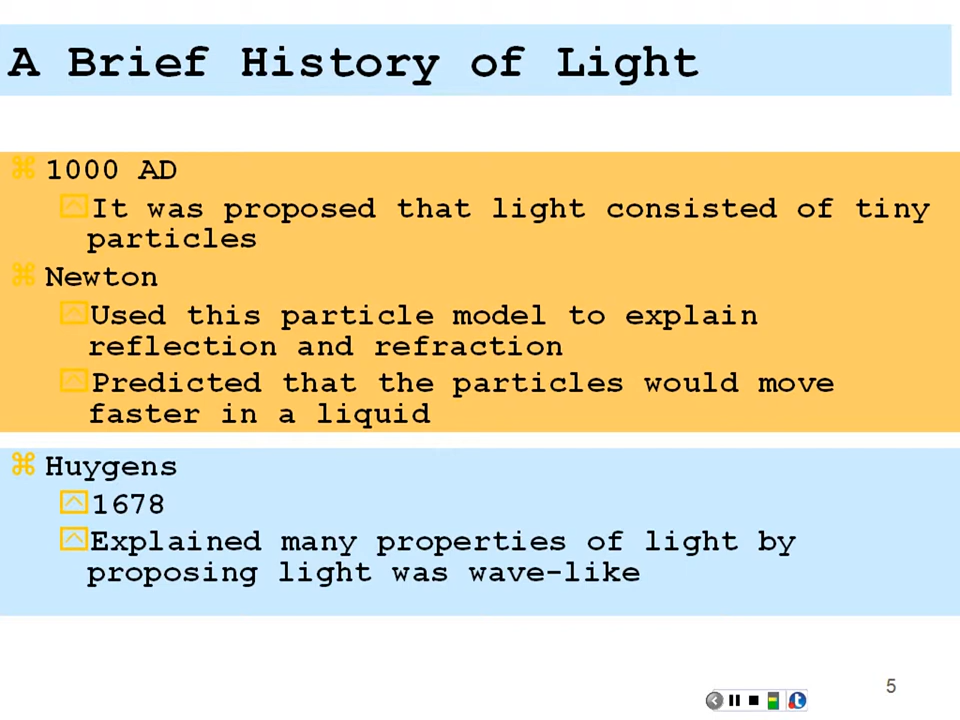 A Brief History of Light
1000 AD
It was proposed that light consisted of tiny
particles
Newton
Used this particle model to explain
reflection and refraction
Predicted that the particles would move
faster in a liquid
Huygens
1678
Explained many properties of light by
proposing light was wave-like
5